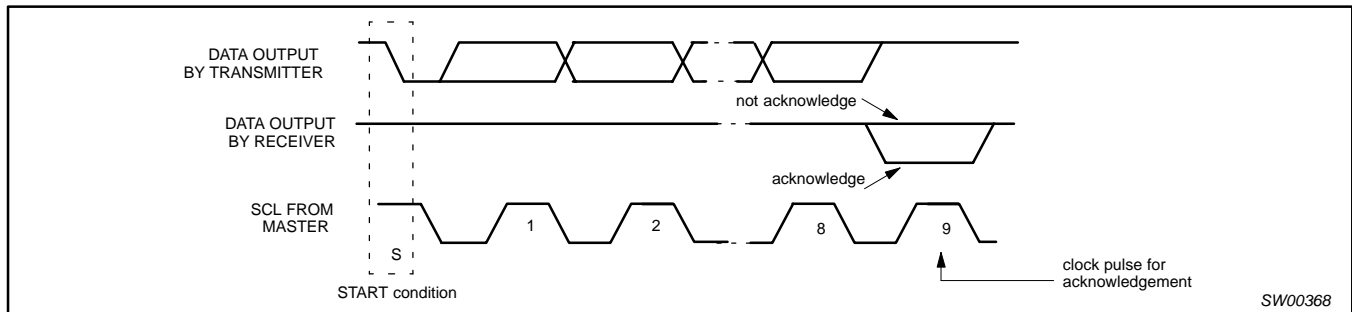 DATA OUTPUT
BY TRANSMITTER
not acknowledge
DATA OUTPUT
BY RECEIVER
acknowledge
SCL FROM
MASTER
1
2
8
9
S
START condition
clock pulse for
acknowledgement
SW00368